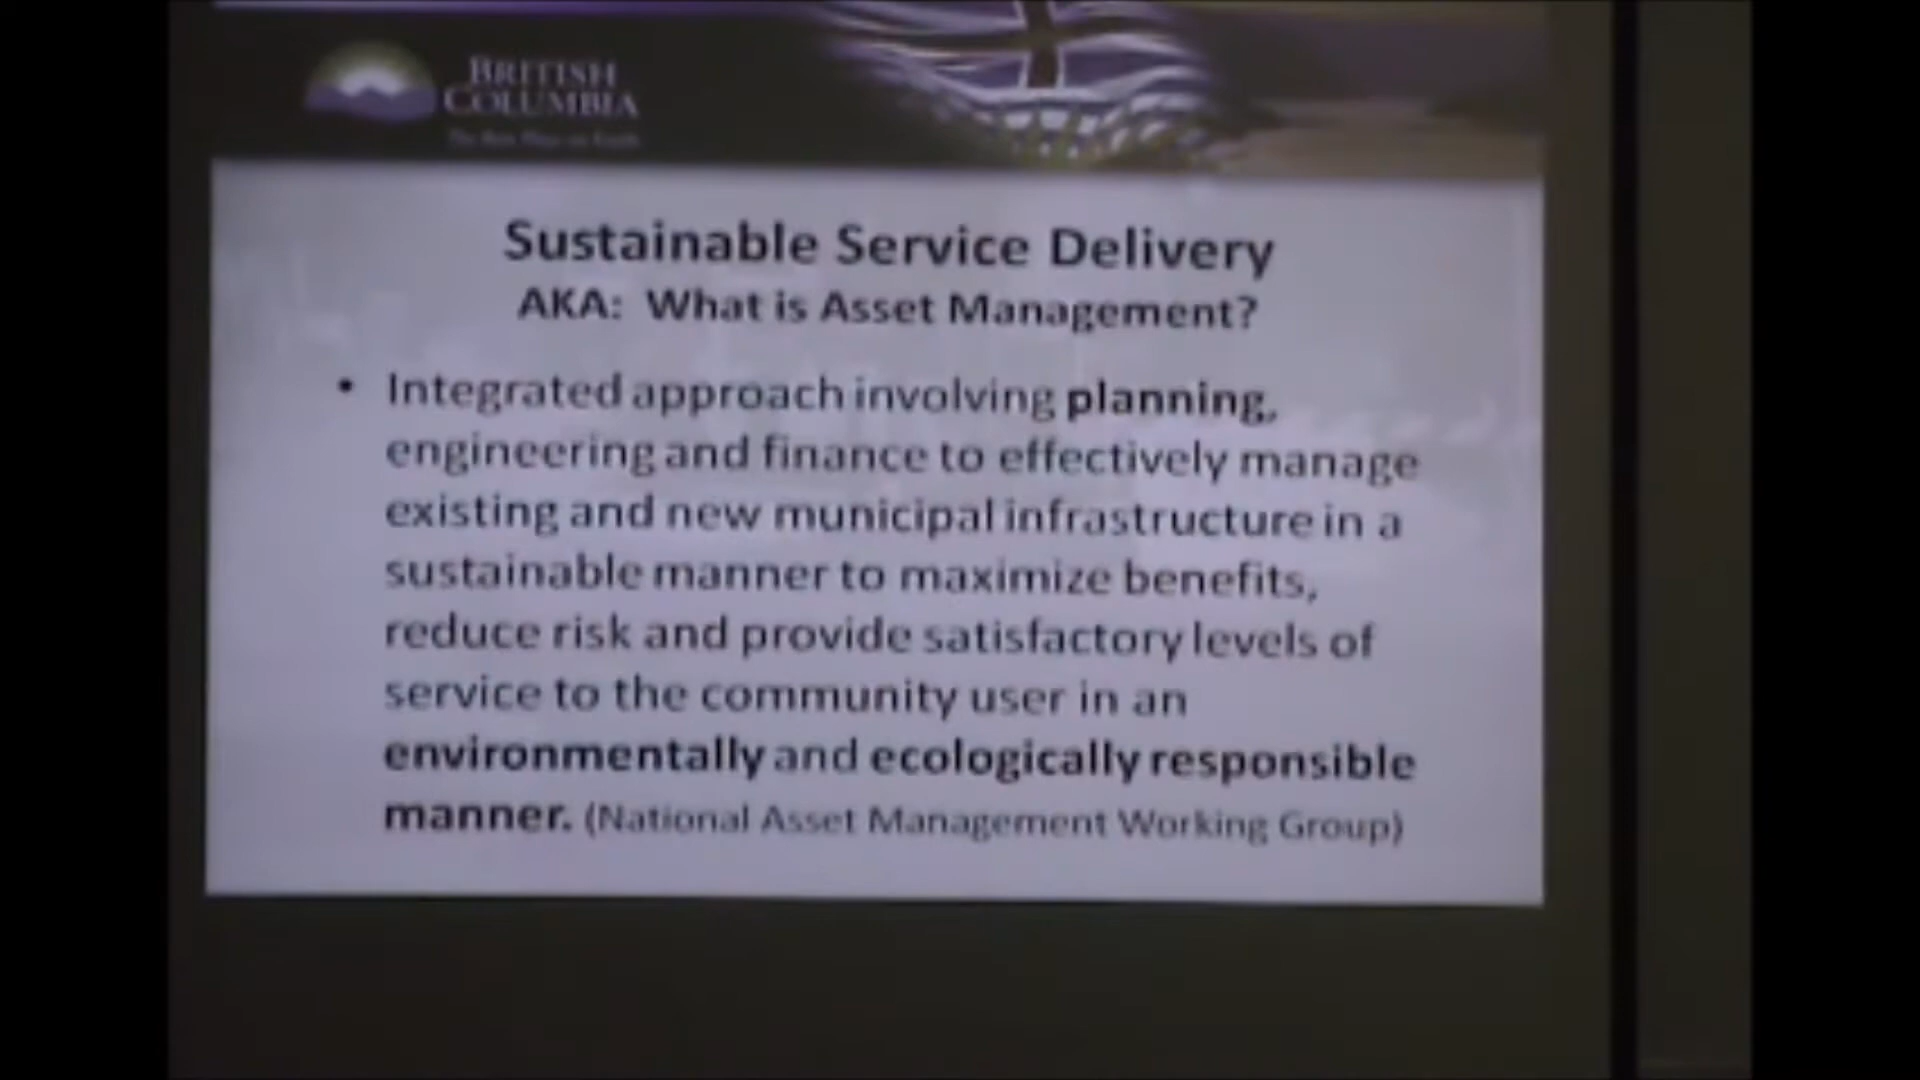 BRITISH
COLUMBIA
The Best Place on Earth
Sustainable Service Delivery
AKA: What is Asset Management?
• Integrated approach involving planning,
engineering and finance to effectively manage
existing and new municipal infrastructure in a
sustainable manner to maximize benefits,
reduce risk and provide satisfactory levels of
service to the community user in an
environmentally and ecologically responsible
manner. (National Asset Management Working Group)